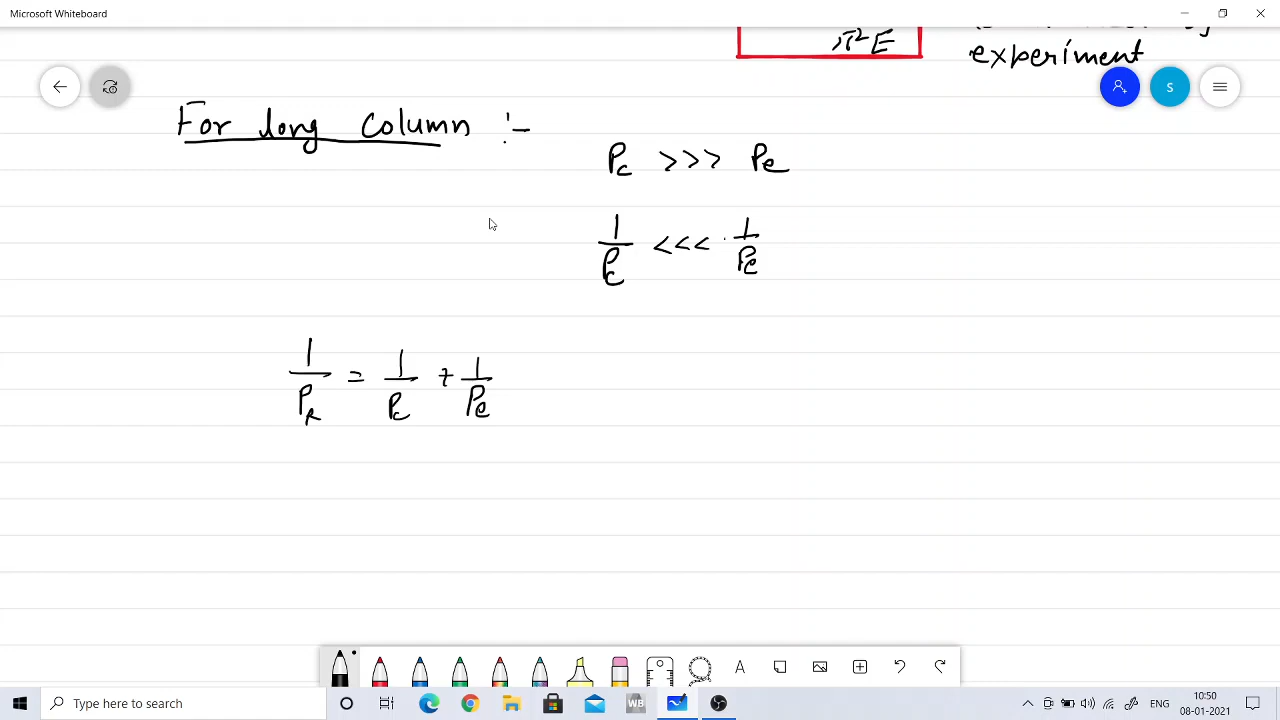 Microsoft Whiteboard
π²E
experiment
S
For long Column :-
Pc >>> Pe
1/Pc <<< 1/Pe
1/PR = 1/Pc + 1/Pe
A
Type here to search
WB
ENG
10:50
08-01-2021